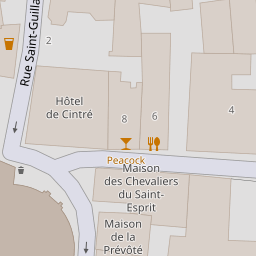 2
Rue Saint-Guilla
Hôtel
de Cintré
8
6
4
Peacock
Maison
des Chevaliers
du Saint-
Esprit
Maison
de la
Prévôté